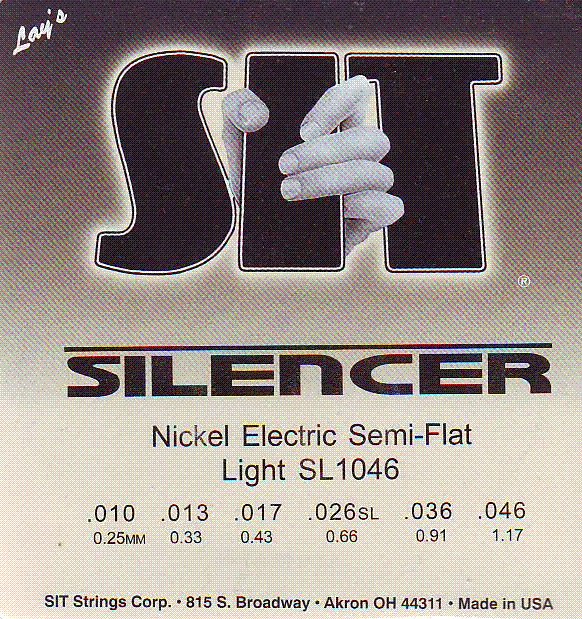 Lay's
SIT
®
SILENCER
Nickel Electric Semi-Flat
Light SL1046
.010 .013 .017 .026SL .036 .046
0.25MM 0.33 0.43 0.66 0.91 1.17
SIT Strings Corp. • 815 S. Broadway • Akron OH 44311 • Made in USA